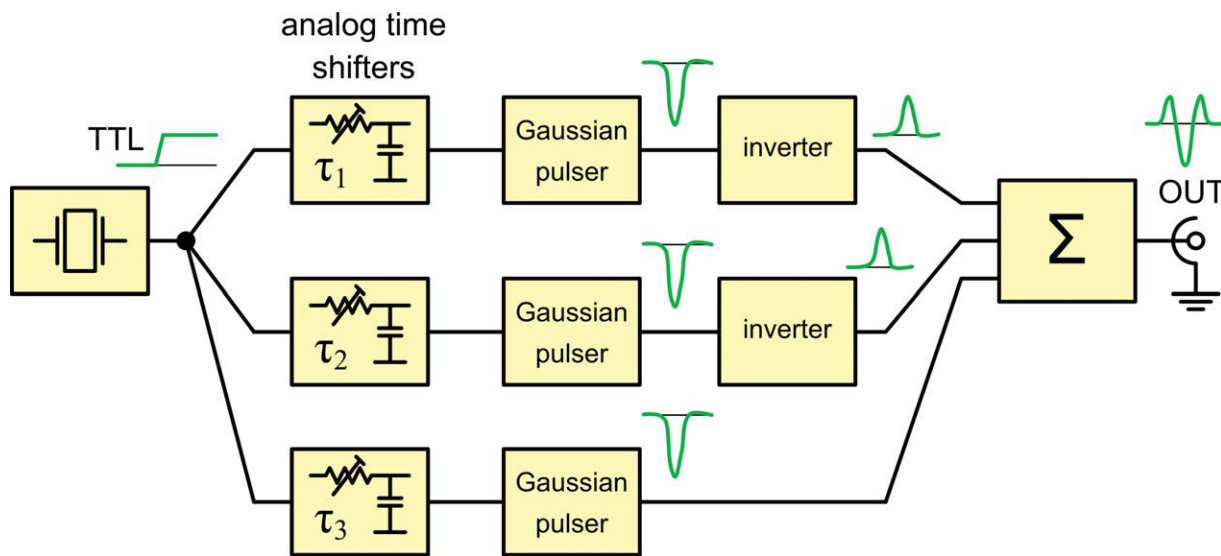 analog time
shifters
TTL
τ1
Gaussian
pulser
inverter
OUT
Σ
τ2
Gaussian
pulser
inverter
τ3
Gaussian
pulser